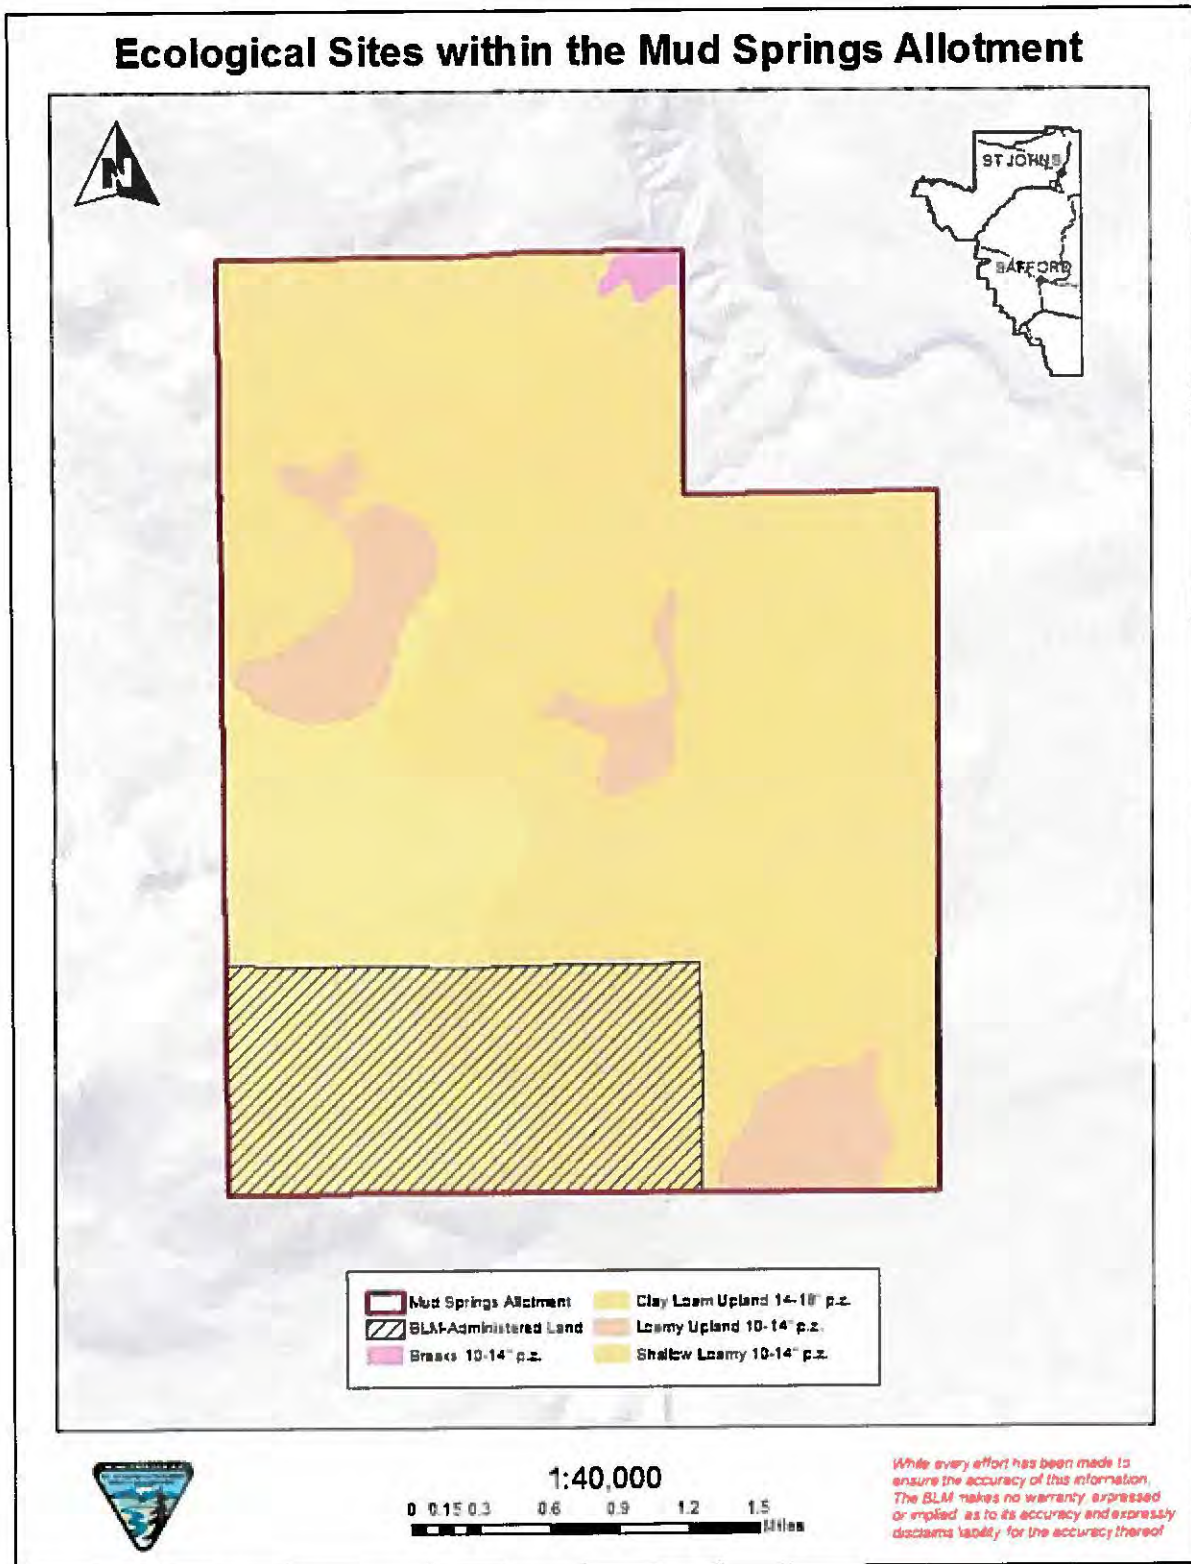 Ecological Sites within the Mud Springs Allotment
N
ST JOHNS
SAFFORD
Mud Springs Allotment
BLM-Administered Land
Breaks 10-14" p.z.
Clay Loam Upland 14-18" p.z.
Loamy Upland 10-14" p.z.
Shallow Loamy 10-14" p.z.
1:40,000
0 0.15 0.3 0.6 0.9 1.2 1.5
Miles
While every effort has been made to
ensure the accuracy of this information,
The BLM makes no warranty, expressed
or implied, as to its accuracy and expressly
disclaims liability for the accuracy thereof